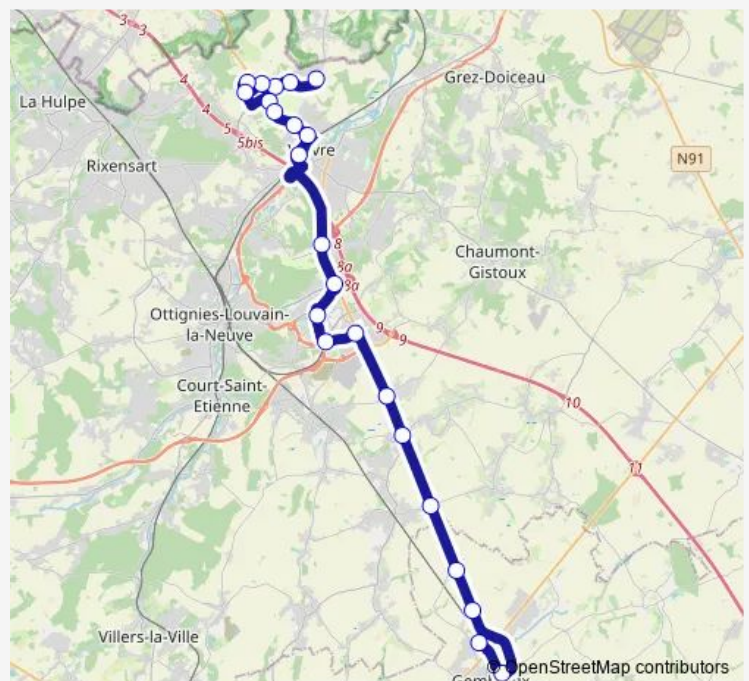 3
3
La Hulpe
4
4
5
5bis
Grez-Doiceau
Rixensart
N91
8
8a
8a
Chaumont-
Gistoux
Ottignies-Louvain-
la-Neuve
9
9
Court-Saint-
Etienne
10
11
Villers-la-Ville
OpenStreetMap contributors